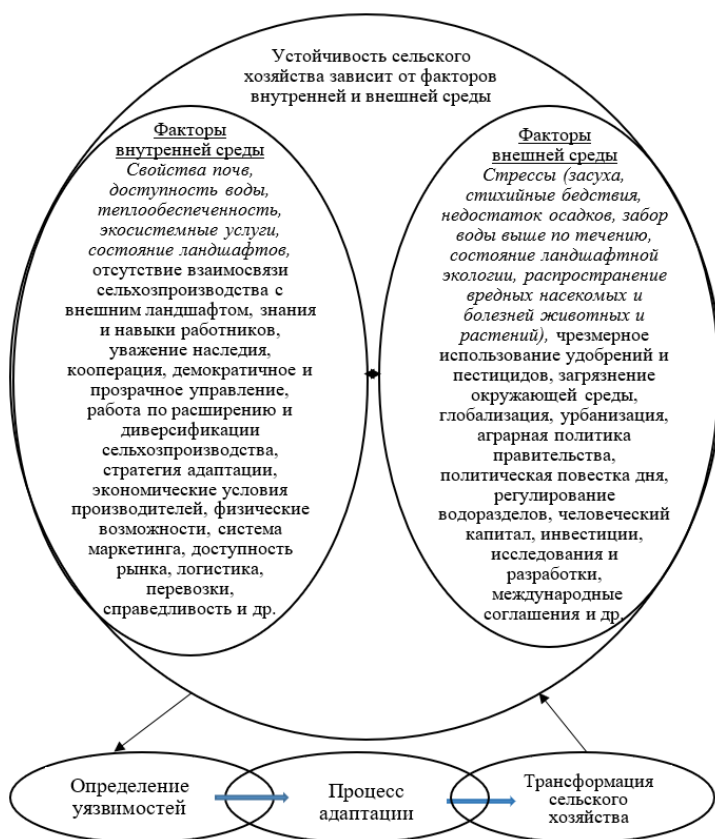 Устойчивость сельского
хозяйства зависит от факторов
внутренней и внешней среды
Факторы
внутренней среды
Свойства почв,
доступность воды,
теплообеспеченность,
экосистемные услуги,
состояние ландшафтов,
отсутствие взаимосвязи
сельхозпроизводства с
внешним ландшафтом, знания
и навыки работников,
уважение наследия,
кооперация, демократичное и
прозрачное управление,
работа по расширению и
диверсификации
сельхозпроизводства,
стратегия адаптации,
экономические условия
производителей, физические
возможности, система
маркетинга, доступность
рынка, логистика,
перевозки,
справедливость и др.
Факторы
внешней среды
Стрессы (засуха,
стихийные бедствия,
недостаток осадков, забор
воды выше по течению,
состояние ландшафтной
экологии, распространение
вредных насекомых и
болезней животных и
растений), чрезмерное
использование удобрений и
пестицидов, загрязнение
окружающей среды,
глобализация, урбанизация,
аграрная политика
правительства,
политическая повестка дня,
регулирование
водоразделов, человеческий
капитал, инвестиции,
исследования и
разработки,
международные
соглашения и др.
Определение
уязвимостей
Процесс
адаптации
Трансформация
сельского
хозяйства